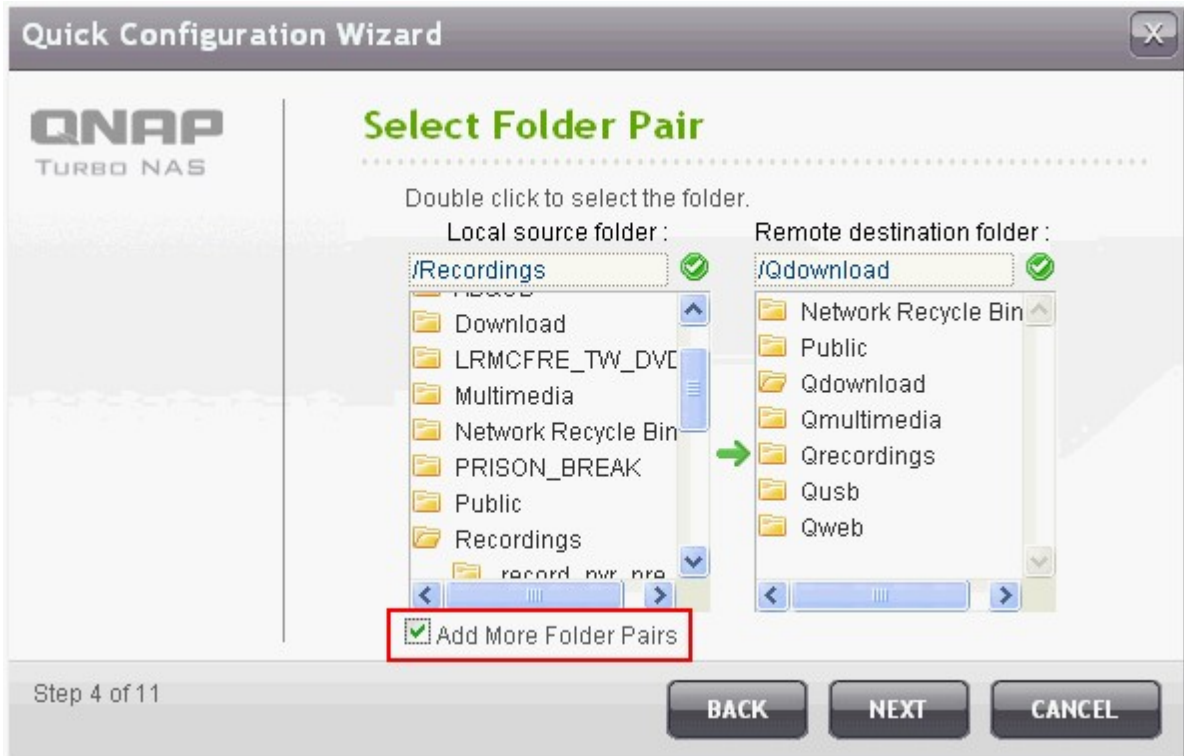 Quick Configuration Wizard
X
QNAP
TURBO NAS
Select Folder Pair
Double click to select the folder.
Local source folder :
/Recordings
Download
LRMCFRE_TW_DVD
Multimedia
Network Recycle Bin
PRISON_BREAK
Public
Recordings
Remote destination folder :
/Qdownload
Network Recycle Bin
Public
Qdownload
Qmultimedia
Qrecordings
Qusb
Qweb
Add More Folder Pairs
Step 4 of 11
BACK
NEXT
CANCEL